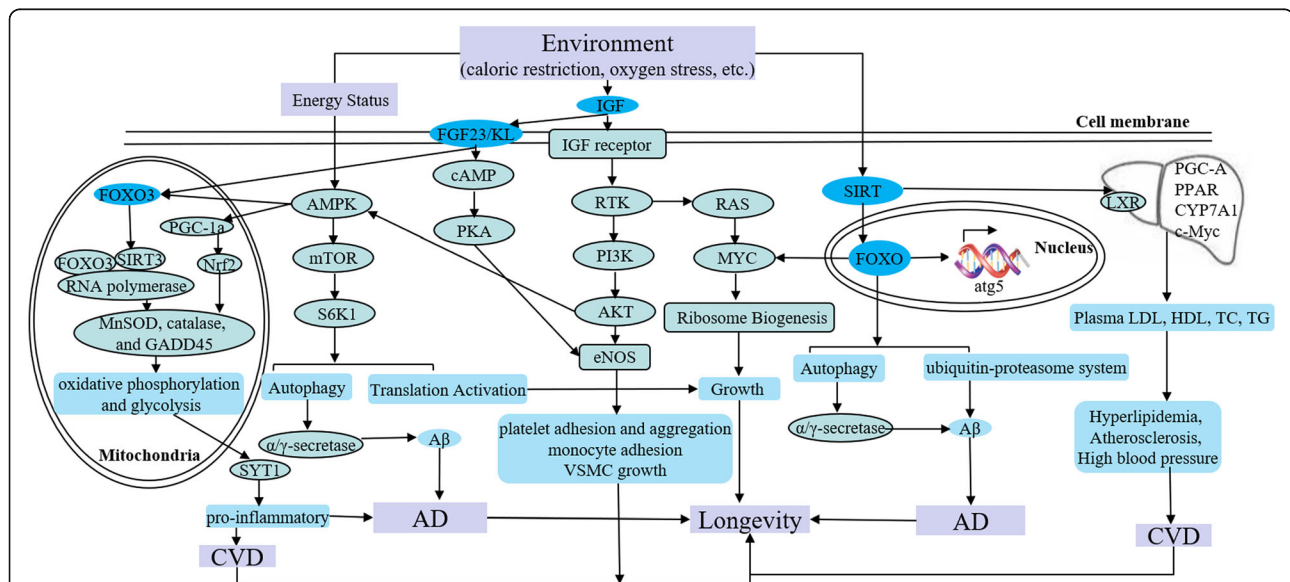 Environment
(caloric restriction, oxygen stress, etc.)
Energy Status
IGF
Cell membrane
FGF23/KL
IGF receptor
FOXO3
cAMP
SIRT
PGC-A
PPAR
CYP7A1
c-Myc
LXR
AMPK
RTK
RAS
PGC-1a
PKA
Nucleus
FOXO3
SIRT3
Nrf2
mTOR
PI3K
MYC
FOXO
atg5
RNA polymerase
S6K1
AKT
Ribosome Biogenesis
MnSOD, catalase,
and GADD45
Plasma LDL, HDL, TC, TG
eNOS
oxidative phosphorylation
and glycolysis
Autophagy
Translation Activation
Growth
Autophagy
ubiquitin-proteasome system
Mitochondria
α/γ-secretase
Aβ
platelet adhesion and aggregation
monocyte adhesion
VSMC growth
α/γ-secretase
Aβ
Hyperlipidemia,
Atherosclerosis,
High blood pressure
SYT1
pro-inflammatory
AD
Longevity
AD
CVD
CVD